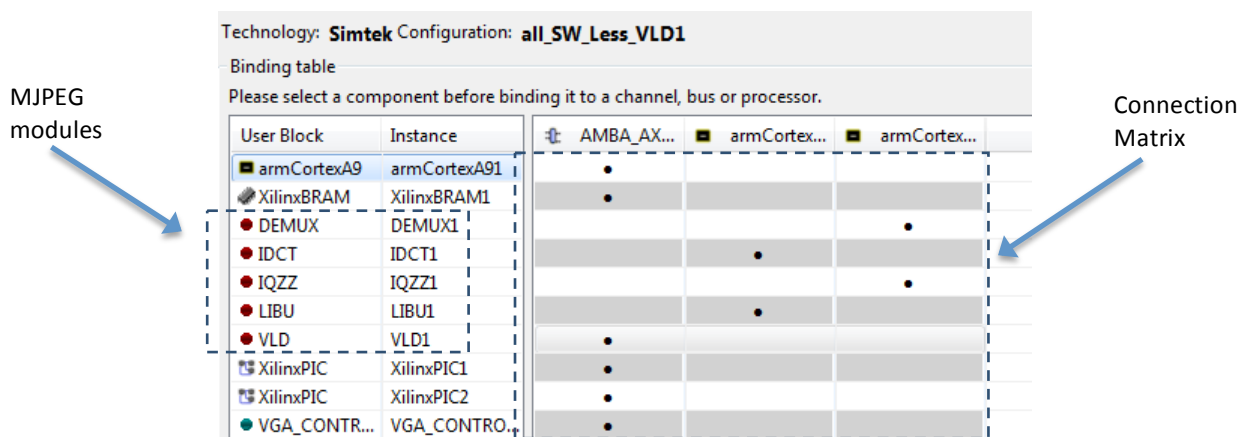 Technology: Simtek Configuration: all_SW_Less_VLD1
Binding table
Please select a component before binding it to a channel, bus or processor.
MJPEG
modules
Connection
Matrix
User Block Instance AMBA_AX... armCortex... armCortex...
armCortexA9 armCortexA91
XilinxBRAM XilinxBRAM1
DEMUX DEMUX1
IDCT IDCT1
IQZZ IQZZ1
LIBU LIBU1
VLD VLD1
XilinxPIC XilinxPIC1
XilinxPIC XilinxPIC2
VGA_CONTR... VGA_CONTRO...